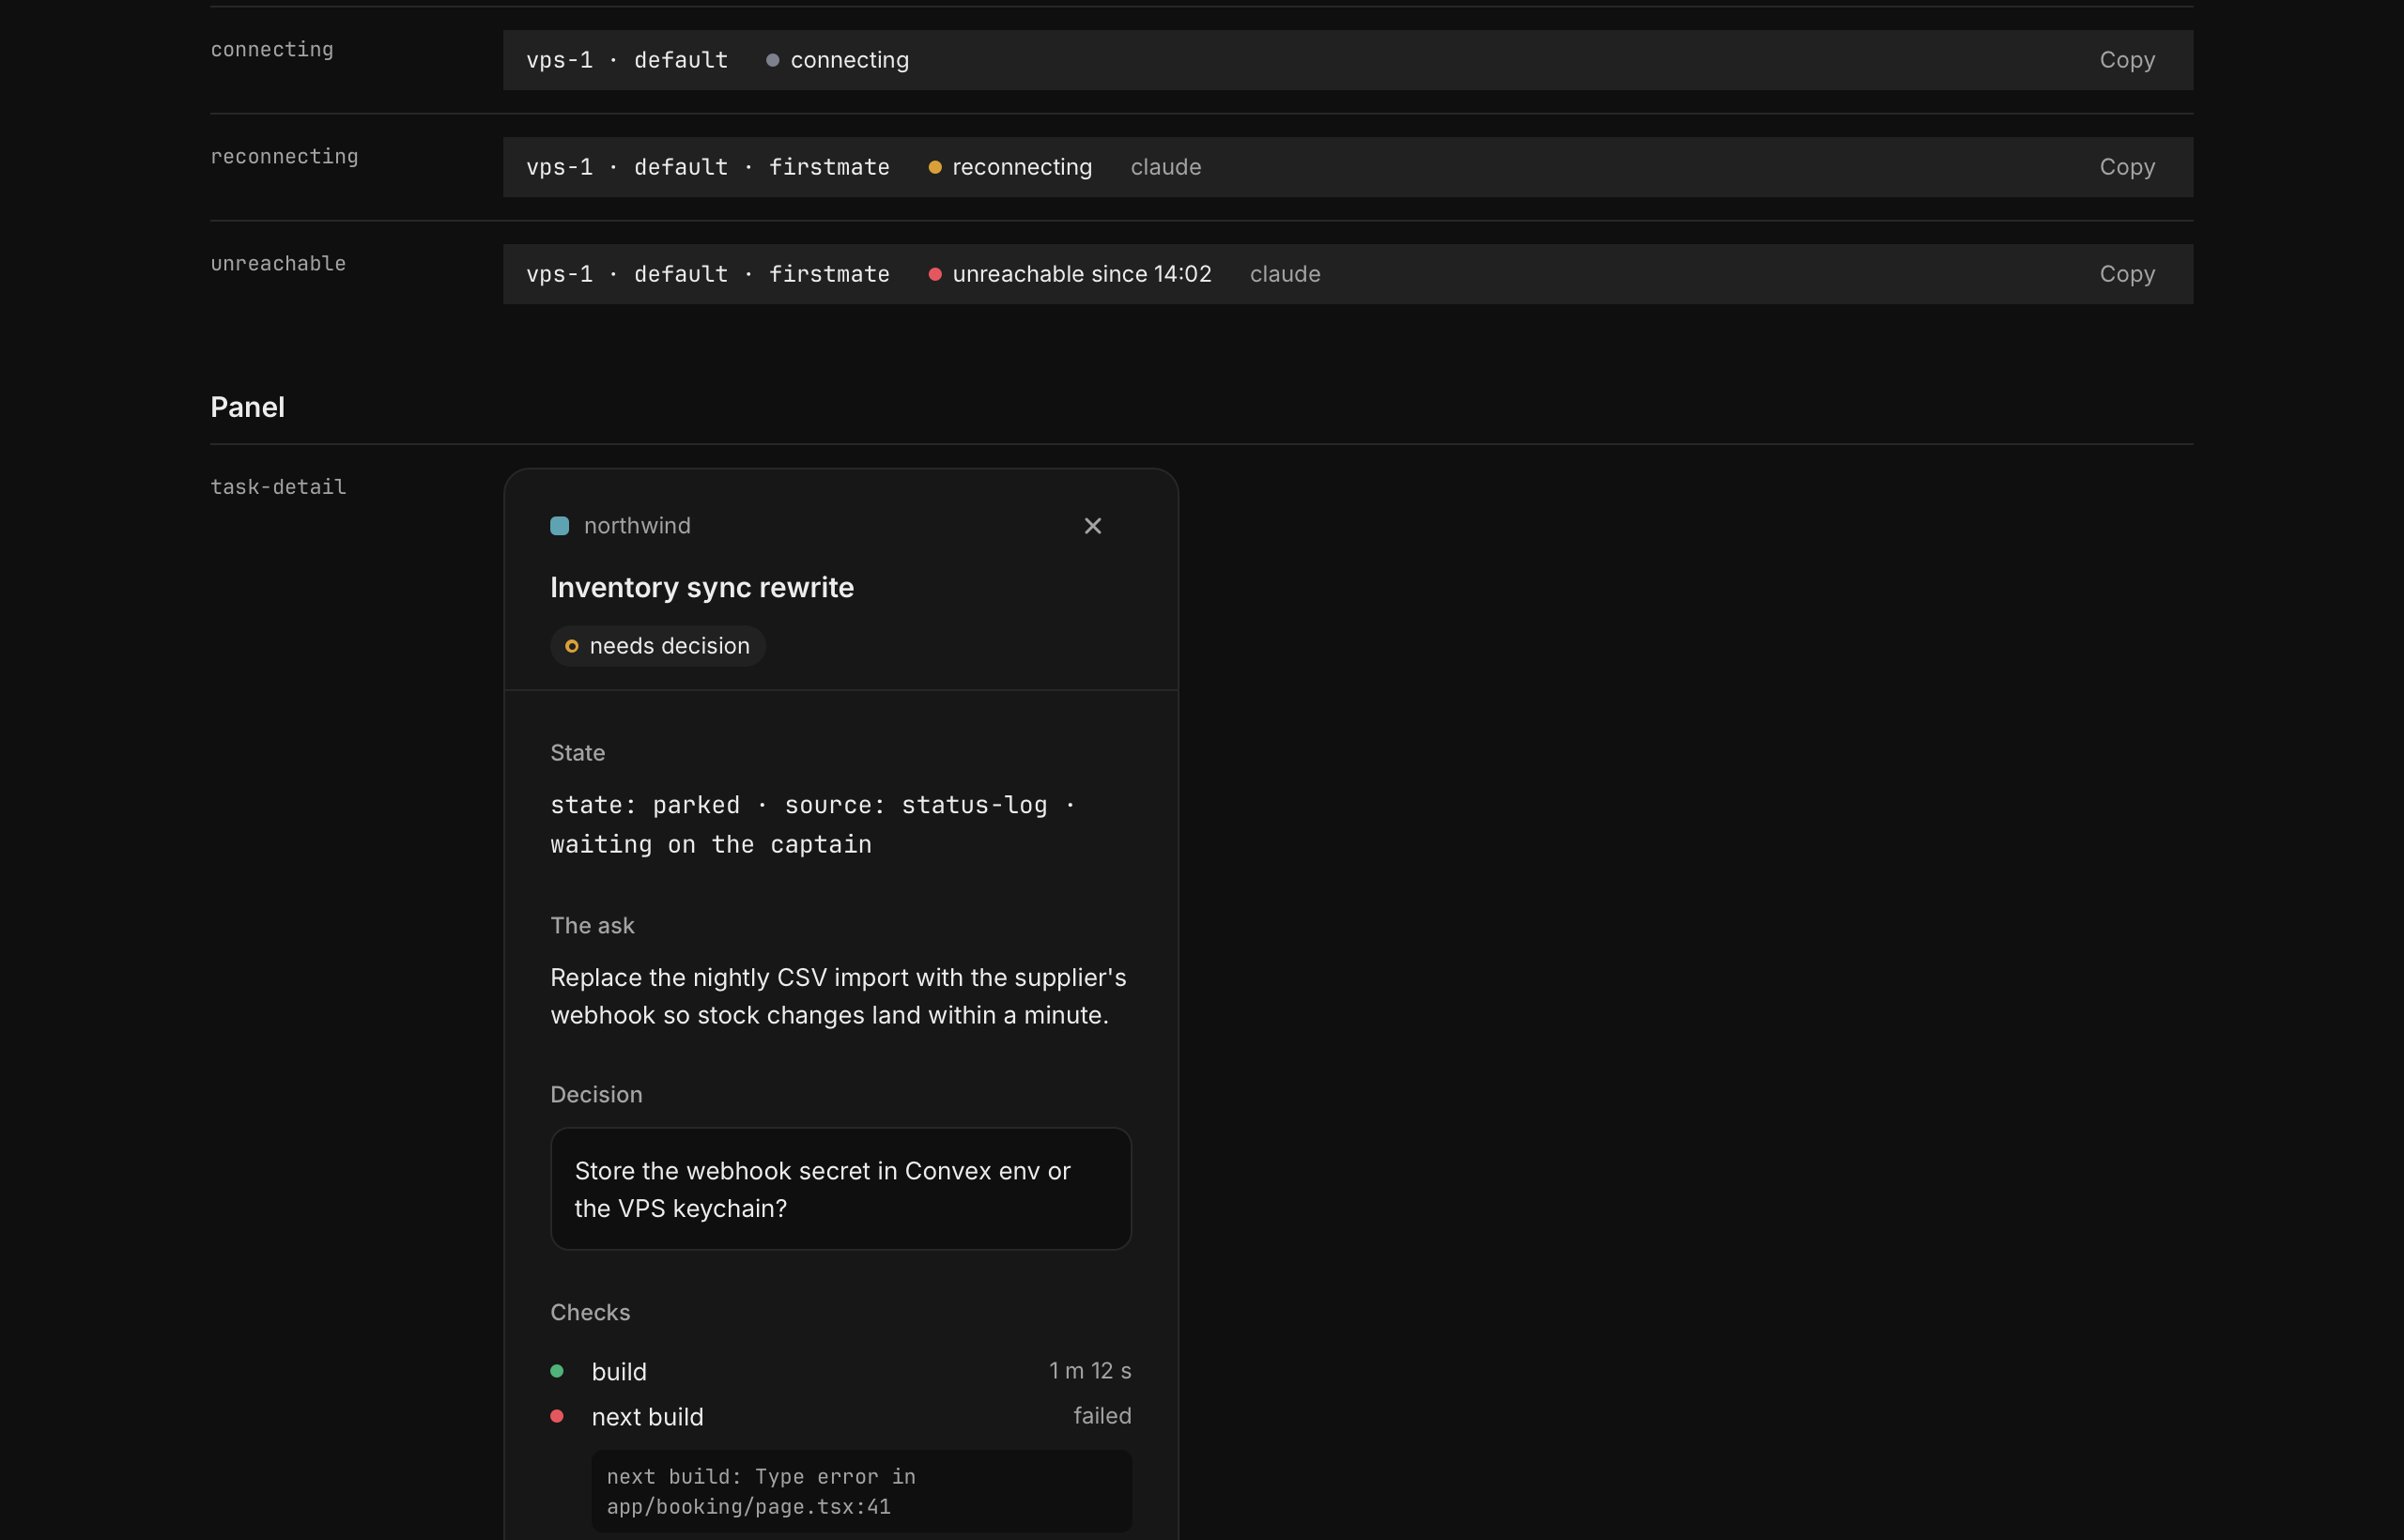 connecting
vps-1 · default connecting Copy
reconnecting
vps-1 · default · firstmate reconnecting claude Copy
unreachable
vps-1 · default · firstmate unreachable since 14:02 claude Copy
Panel
task-detail
northwind
Inventory sync rewrite
needs decision
State
state: parked · source: status-log ·
waiting on the captain
The ask
Replace the nightly CSV import with the supplier's
webhook so stock changes land within a minute.
Decision
Store the webhook secret in Convex env or
the VPS keychain?
Checks
build 1 m 12 s
next build failed
next build: Type error in
app/booking/page.tsx:41